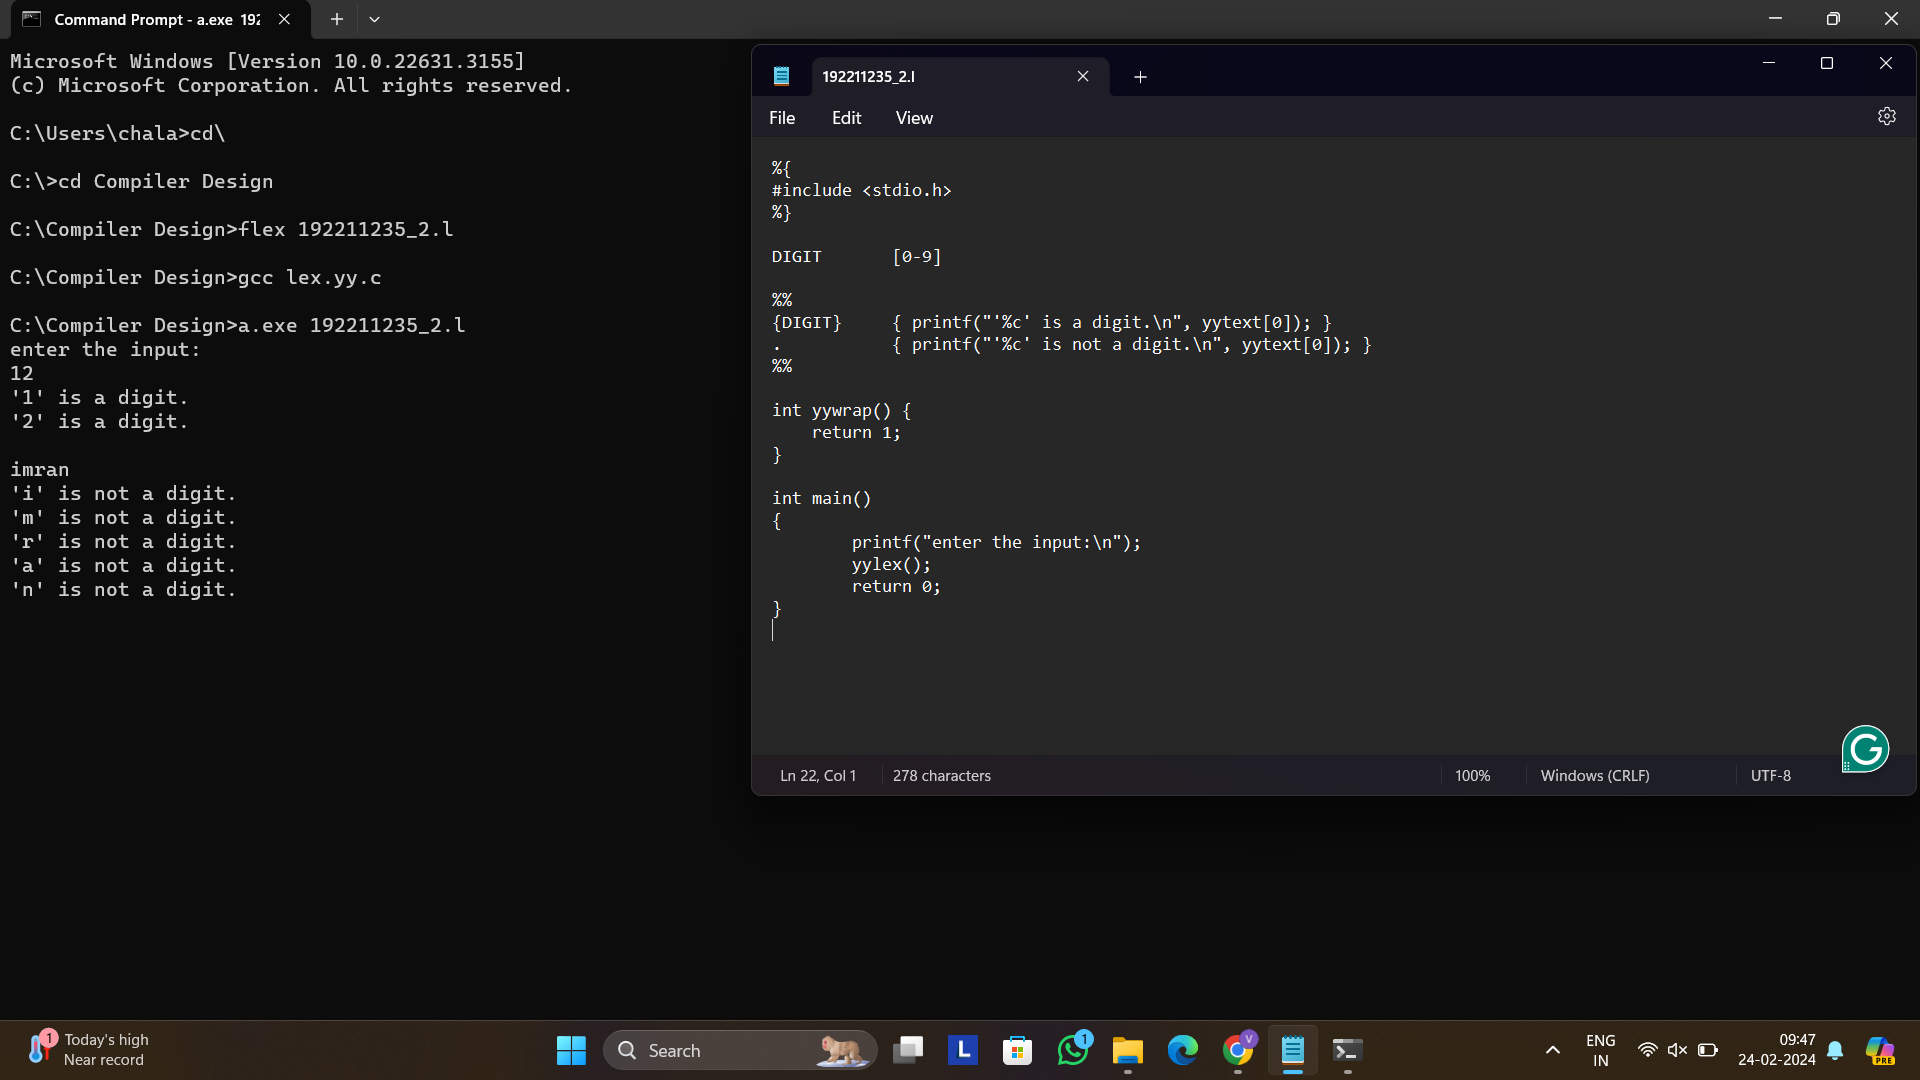 Command Prompt - a.exe 192
Microsoft Windows [Version 10.0.22631.3155]
(c) Microsoft Corporation. All rights reserved.
C:\Users\chala>cd\
C:\>cd Compiler Design
C:\Compiler Design>flex 192211235_2.l
C:\Compiler Design>gcc lex.yy.c
C:\Compiler Design>a.exe 192211235_2.l
enter the input:
12
'1' is a digit.
'2' is a digit.
imran
'i' is not a digit.
'm' is not a digit.
'r' is not a digit.
'a' is not a digit.
'n' is not a digit.
192211235_2.l
File Edit View
%{
#include <stdio.h>
%}
DIGIT [0-9]
%%
{DIGIT} { printf("'%c' is a digit.\n", yytext[0]); }
. { printf("'%c' is not a digit.\n", yytext[0]); }
%%
int yywrap() {
return 1;
}
int main()
{
printf("enter the input:\n");
yylex();
return 0;
}
Ln 22, Col 1 278 characters 100% Windows (CRLF) UTF-8
G
1
Today's high
Near record
Search
L
1
V
ENG
IN
09:47
24-02-2024
PRE